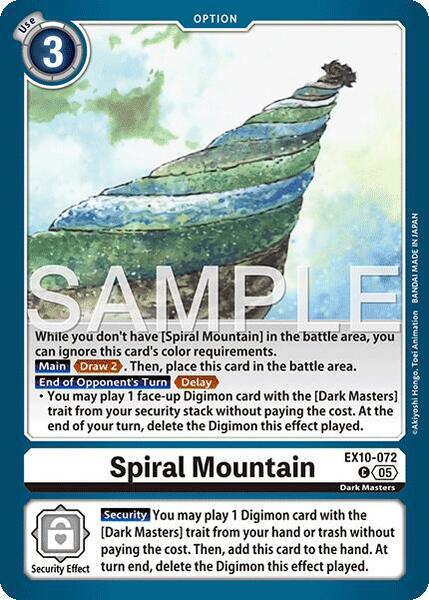 OPTION
Use
3
SAMPLE
While you don't have [Spiral Mountain] in the battle area, you
can ignore this card's color requirements.
Main Draw 2 . Then, place this card in the battle area.
End of Opponent's Turn Delay
・You may play 1 face-up Digimon card with the [Dark Masters]
trait from your security stack without paying the cost. At the
end of your turn, delete the Digimon this effect played.
©Akiyoshi Hongo, Toei Animation BANDAI MADE IN JAPAN
Spiral Mountain
EX10-072
C 05
Dark Masters
Security Effect
Security You may play 1 Digimon card with the
[Dark Masters] trait from your hand or trash without
paying the cost. Then, add this card to the hand. At
turn end, delete the Digimon this effect played.